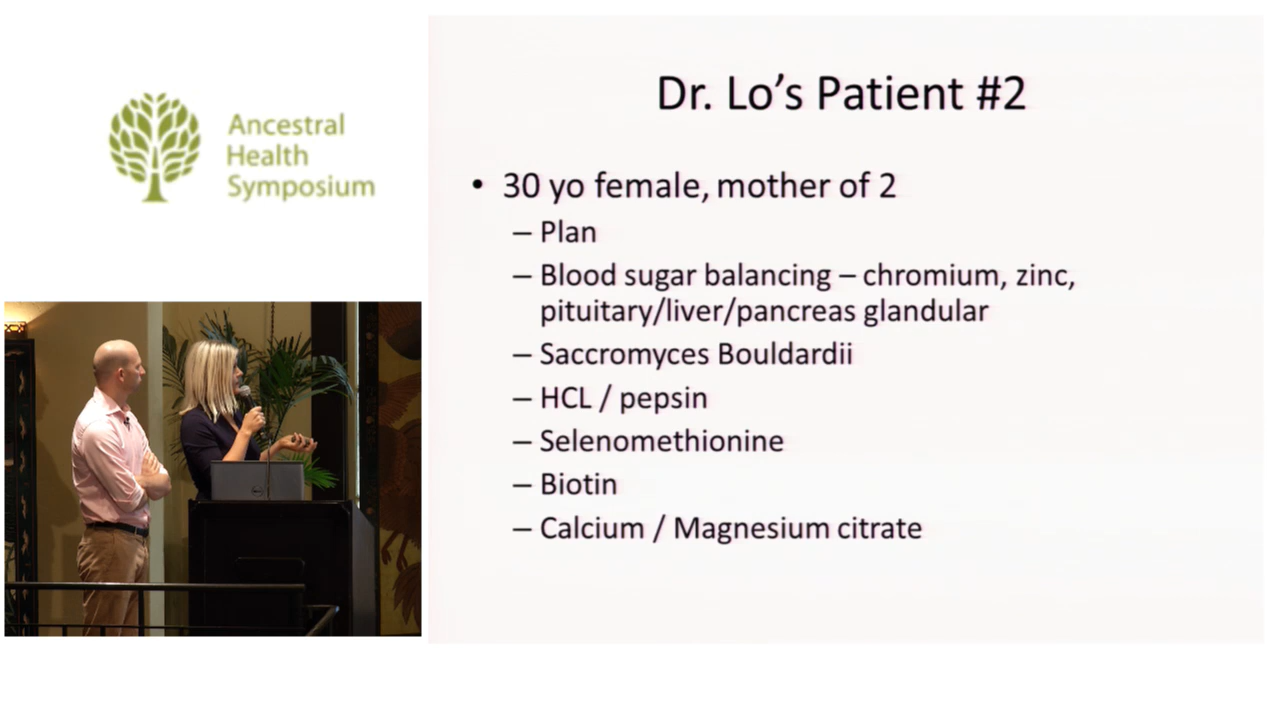 Ancestral
Health
Symposium
Dr. Lo's Patient #2
• 30 yo female, mother of 2
– Plan
– Blood sugar balancing – chromium, zinc,
pituitary/liver/pancreas glandular
– Saccromyces Bouldardii
– HCL / pepsin
– Selenomethionine
– Biotin
– Calcium / Magnesium citrate